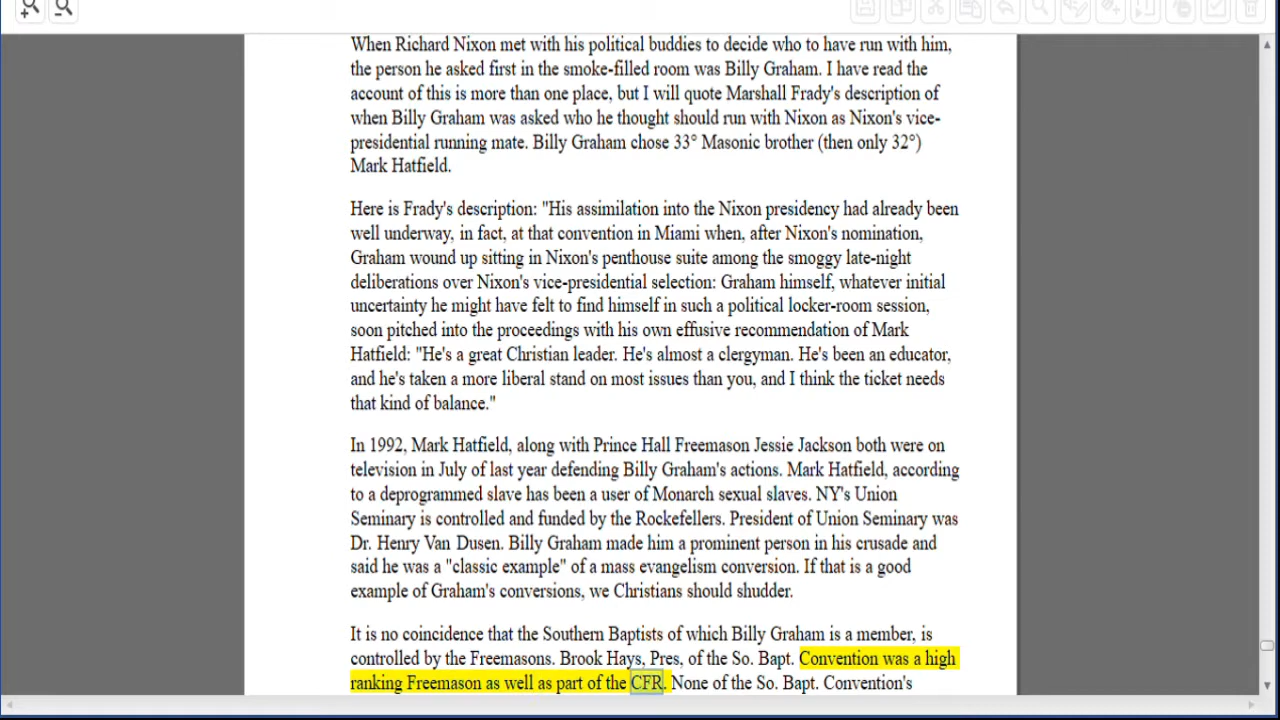 When Richard Nixon met with his political buddies to decide who to have run with him,
the person he asked first in the smoke-filled room was Billy Graham. I have read the
account of this is more than one place, but I will quote Marshall Frady's description of
when Billy Graham was asked who he thought should run with Nixon as Nixon's vice-
presidential running mate. Billy Graham chose 33° Masonic brother (then only 32°)
Mark Hatfield.
Here is Frady's description: "His assimilation into the Nixon presidency had already been
well underway, in fact, at that convention in Miami when, after Nixon's nomination,
Graham wound up sitting in Nixon's penthouse suite among the smoggy late-night
deliberations over Nixon's vice-presidential selection: Graham himself, whatever initial
uncertainty he might have felt to find himself in such a political locker-room session,
soon pitched into the proceedings with his own effusive recommendation of Mark
Hatfield: "He's a great Christian leader. He's almost a clergyman. He's been an educator,
and he's taken a more liberal stand on most issues than you, and I think the ticket needs
that kind of balance."
In 1992, Mark Hatfield, along with Prince Hall Freemason Jessie Jackson both were on
television in July of last year defending Billy Graham's actions. Mark Hatfield, according
to a deprogrammed slave has been a user of Monarch sexual slaves. NY's Union
Seminary is controlled and funded by the Rockefellers. President of Union Seminary was
Dr. Henry Van Dusen. Billy Graham made him a prominent person in his crusade and
said he was a "classic example" of a mass evangelism conversion. If that is a good
example of Graham's conversions, we Christians should shudder.
It is no coincidence that the Southern Baptists of which Billy Graham is a member, is
controlled by the Freemasons. Brook Hays, Pres, of the So. Bapt. Convention was a high
ranking Freemason as well as part of the CFR. None of the So. Bapt. Convention's